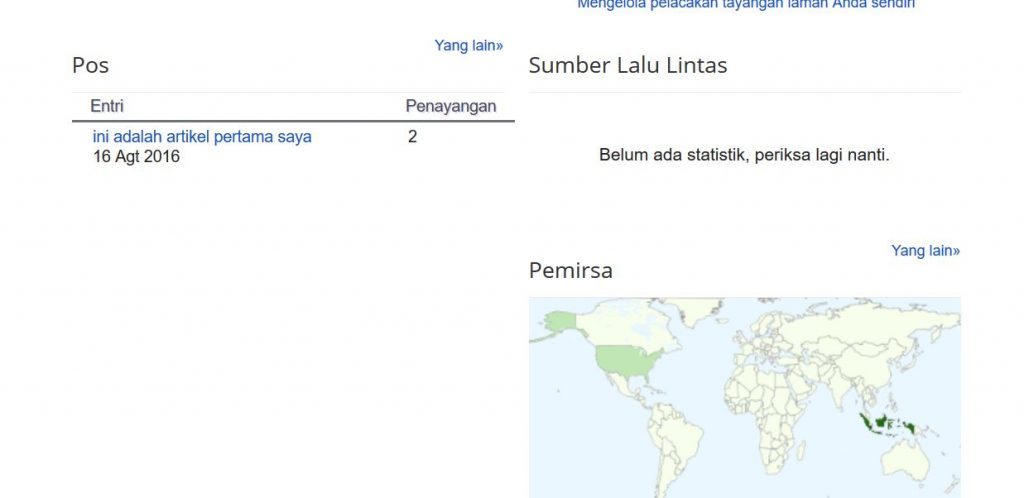 Mengelola pelacakan tayangan laman Anda sendiri
Yang lain»
Pos
Entri Penayangan
ini adalah artikel pertama saya 2
16 Agt 2016
Sumber Lalu Lintas
Belum ada statistik, periksa lagi nanti.
Yang lain»
Pemirsa